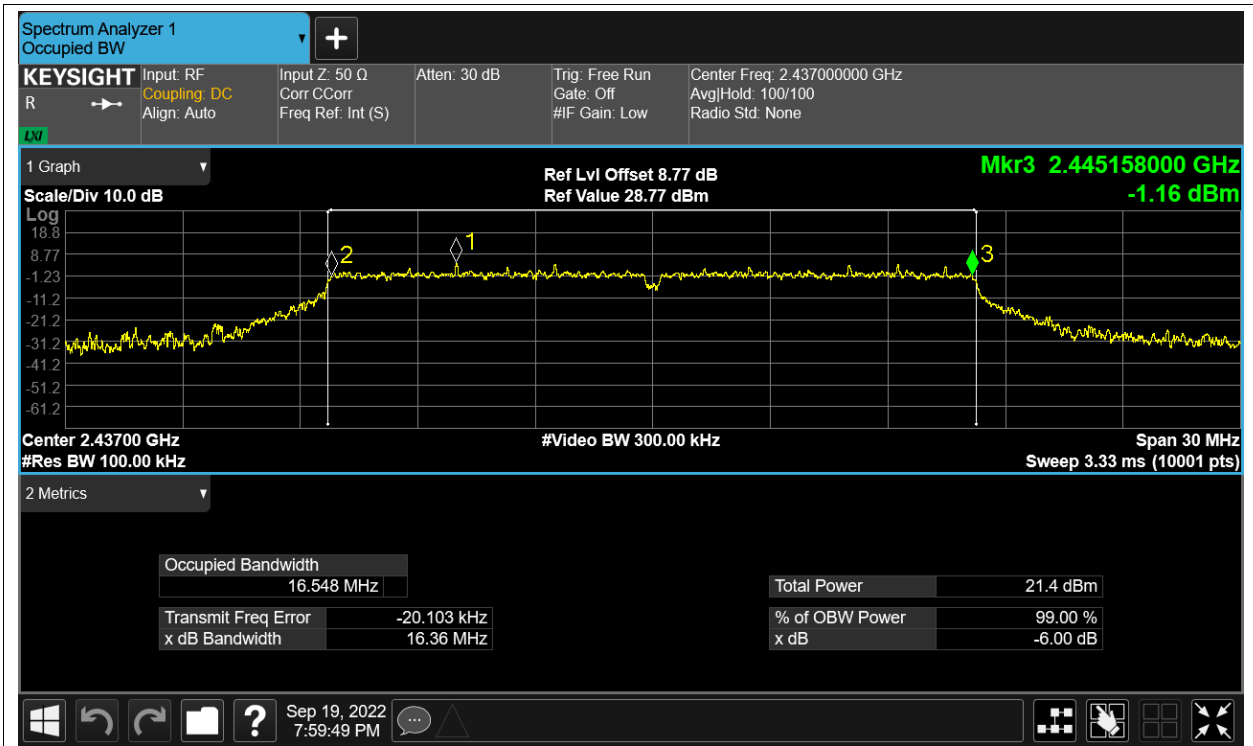 Spectrum Analyzer 1
Occupied BW
KEYSIGHT
R
LXI
Input: RF
Coupling: DC
Align: Auto
Input Z: 50 Ω
Corr CCorr
Freq Ref: Int (S)
Atten: 30 dB
Trig: Free Run
Gate: Off
#IF Gain: Low
Center Freq: 2.437000000 GHz
Avg|Hold: 100/100
Radio Std: None
1 Graph
Scale/Div 10.0 dB
Ref Lvl Offset 8.77 dB
Ref Value 28.77 dBm
Mkr3 2.445158000 GHz
-1.16 dBm
Log
18.8
8.77
-1.23
-11.2
-21.2
-31.2
-41.2
-51.2
-61.2
2
1
3
Center 2.43700 GHz
#Res BW 100.00 kHz
#Video BW 300.00 kHz
Span 30 MHz
Sweep 3.33 ms (10001 pts)
2 Metrics
Occupied Bandwidth
16.548 MHz
Transmit Freq Error -20.103 kHz
x dB Bandwidth 16.36 MHz
Total Power 21.4 dBm
% of OBW Power 99.00 %
x dB -6.00 dB
?
Sep 19, 2022
7:59:49 PM